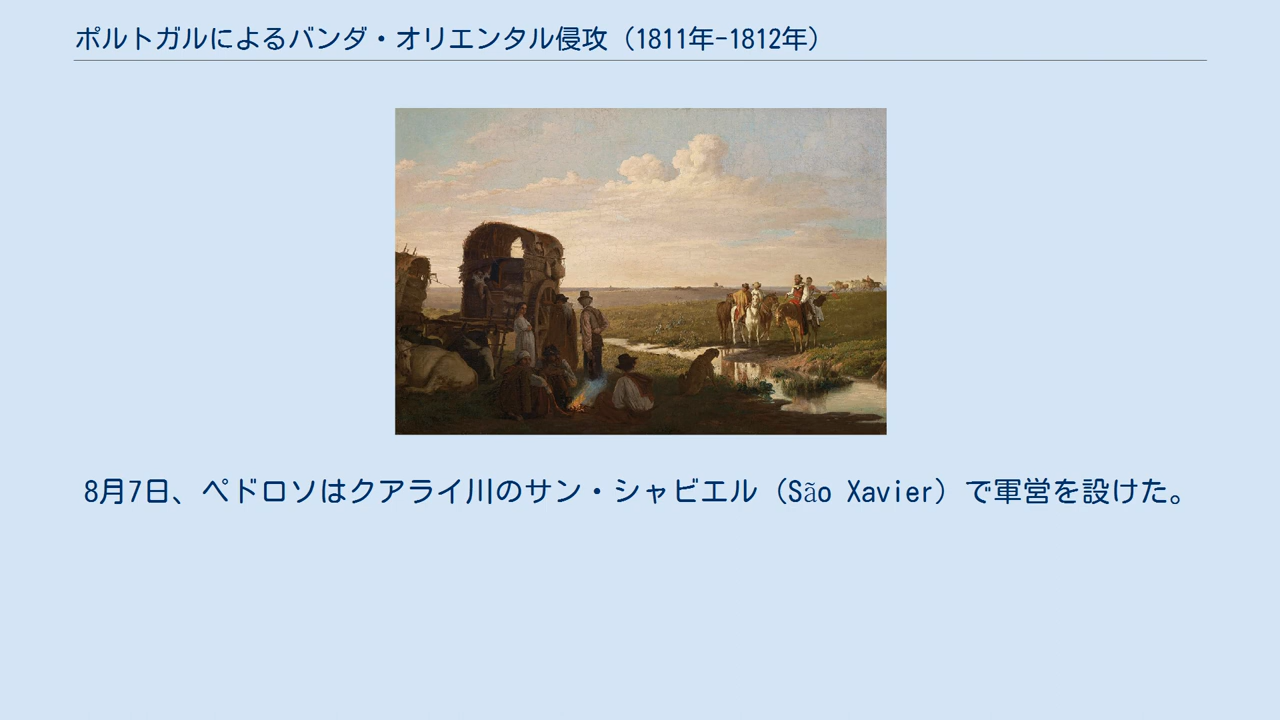 ポルトガルによるバンダ・オリエンタル侵攻（1811年-1812年）
8月7日、ペドロソはクアライ川のサン・シャビエル（São Xavier）で軍営を設けた。